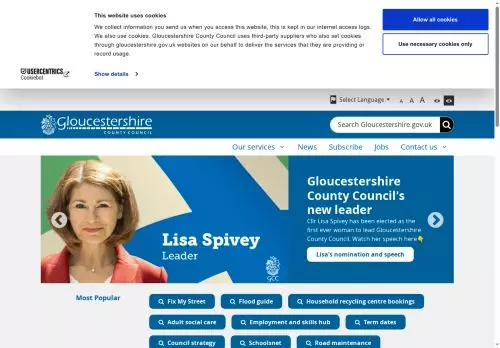 This website uses cookies
We collect information you send us when you access this website, this is kept in our internet access logs.
We also use cookies. Gloucestershire County Council uses third-party suppliers who also set cookies
through gloucestershire.gov.uk websites on our behalf to deliver the services that they are providing or
record usage.
Allow all cookies
Use necessary cookies only
USERCENTRICS
Cookiebot
Show details
Select Language
A A A
Gloucestershire
COUNTY COUNCIL
Search Gloucestershire.gov.uk
Our services News Subscribe Jobs Contact us
Lisa Spivey
Leader
GCC
Gloucestershire
County Council's
new leader
Cllr Lisa Spivey has been elected as the
first ever woman to lead Gloucestershire
County Council. Watch her speech here👇
Lisa's nomination and speech
Most Popular
Fix My Street Flood guide Household recycling centre bookings
Adult social care Employment and skills hub Term dates
Council strategy Schoolsnet Road maintenance